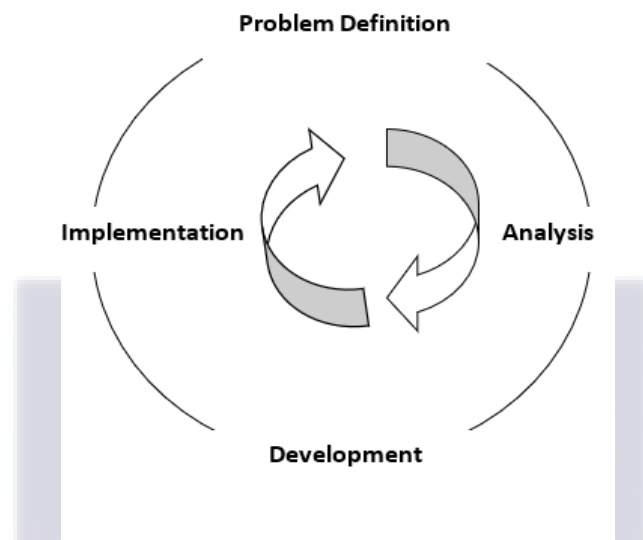 Problem Definition
Implementation
Analysis
Development